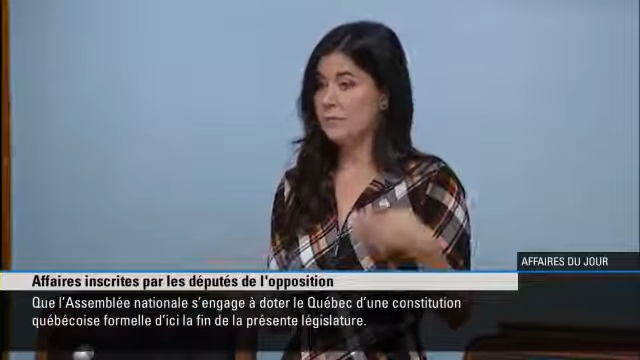 AFFAIRES DU JOUR
Affaires inscrites par les députés de l'opposition
Que l'Assemblée nationale s'engage à doter le Québec d'une constitution
québécoise formelle d'ici la fin de la présente législature.